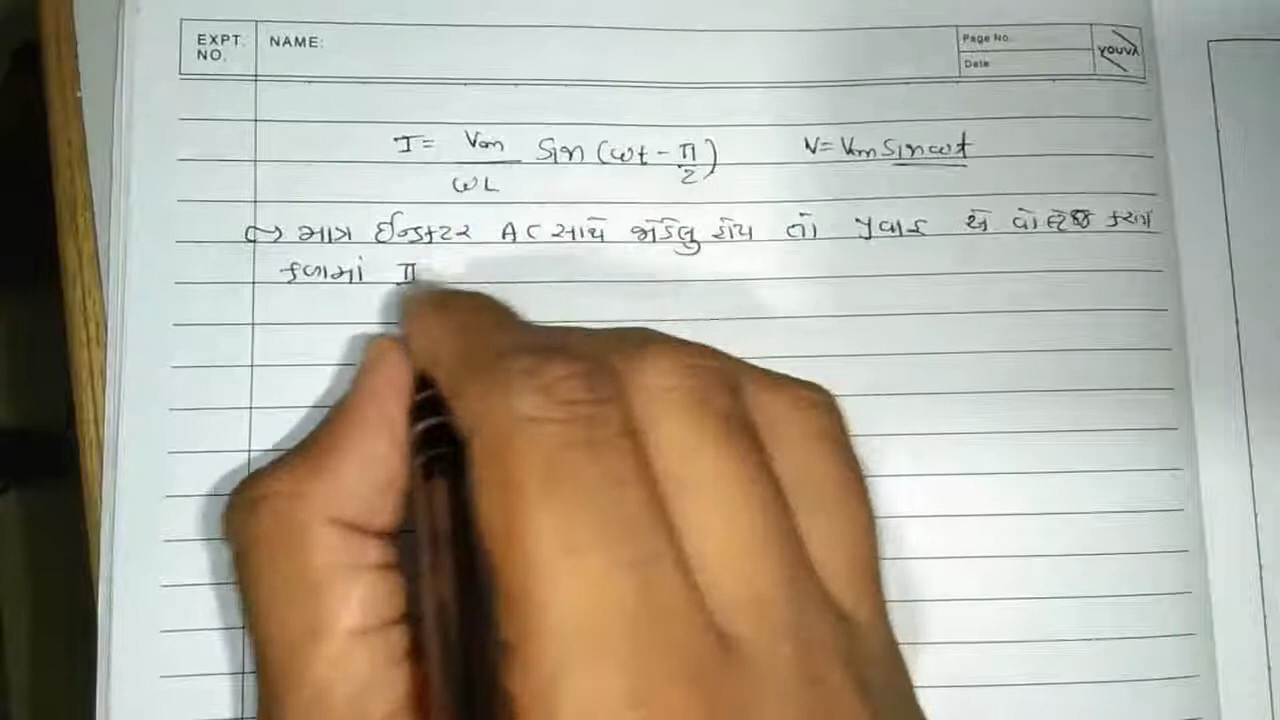 EXPT. NO. NAME: Page No. Date YOUVA
I = Vm/ωL Sin (ωt - π/2) V = Vm Sinωt
→ માત્ર ઈન્ડક્ટર AC સાથે જોડેલુ હોય તો પ્રવાહ એ વોલ્ટેજ કરતા
કળામાં π